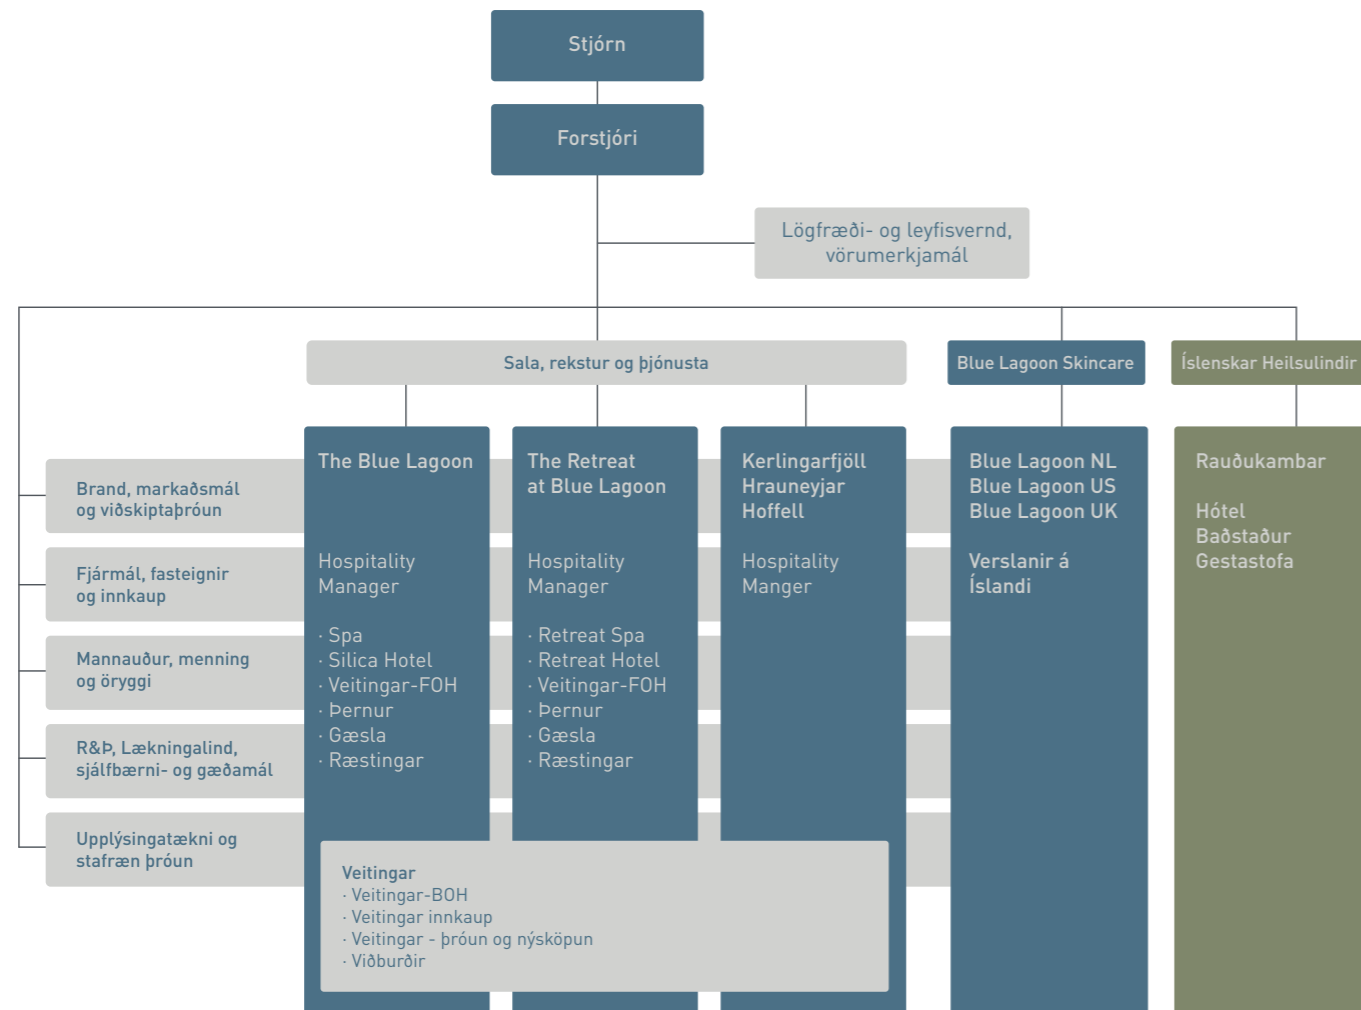 Stjórn
Forstjóri
Lögfræði- og leyfisvernd,
vörumerkjamál
Sala, rekstur og þjónusta
Blue Lagoon Skincare
Íslenskar Heilsulindir
Brand, markaðsmál
og viðskiptaþróun
Fjármál, fasteignir
og innkaup
Mannauður, menning
og öryggi
R&Þ, Lækningalind,
sjálfbærni- og gæðamál
Upplýsingatækni og
stafræn þróun
The Blue Lagoon
Hospitality
Manager
· Spa
· Silica Hotel
· Veitingar-FOH
· Þernur
· Gæsla
· Ræstingar
The Retreat
at Blue Lagoon
Hospitality
Manager
· Retreat Spa
· Retreat Hotel
· Veitingar-FOH
· Þernur
· Gæsla
· Ræstingar
Kerlingarfjöll
Hrauneyjar
Hoffell
Hospitality
Manger
Veitingar
· Veitingar-BOH
· Veitingar innkaup
· Veitingar - þróun og nýsköpun
· Viðburðir
Blue Lagoon NL
Blue Lagoon US
Blue Lagoon UK
Verslanir á
Íslandi
Rauðukambar
Hótel
Baðstaður
Gestastofa